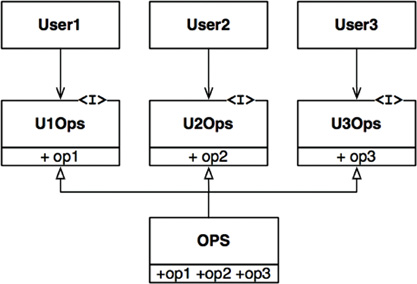 User1 User2 User3
<I> <I> <I>
U1Ops U2Ops U3Ops
+ op1 + op2 + op3
OPS
+op1 +op2 +op3